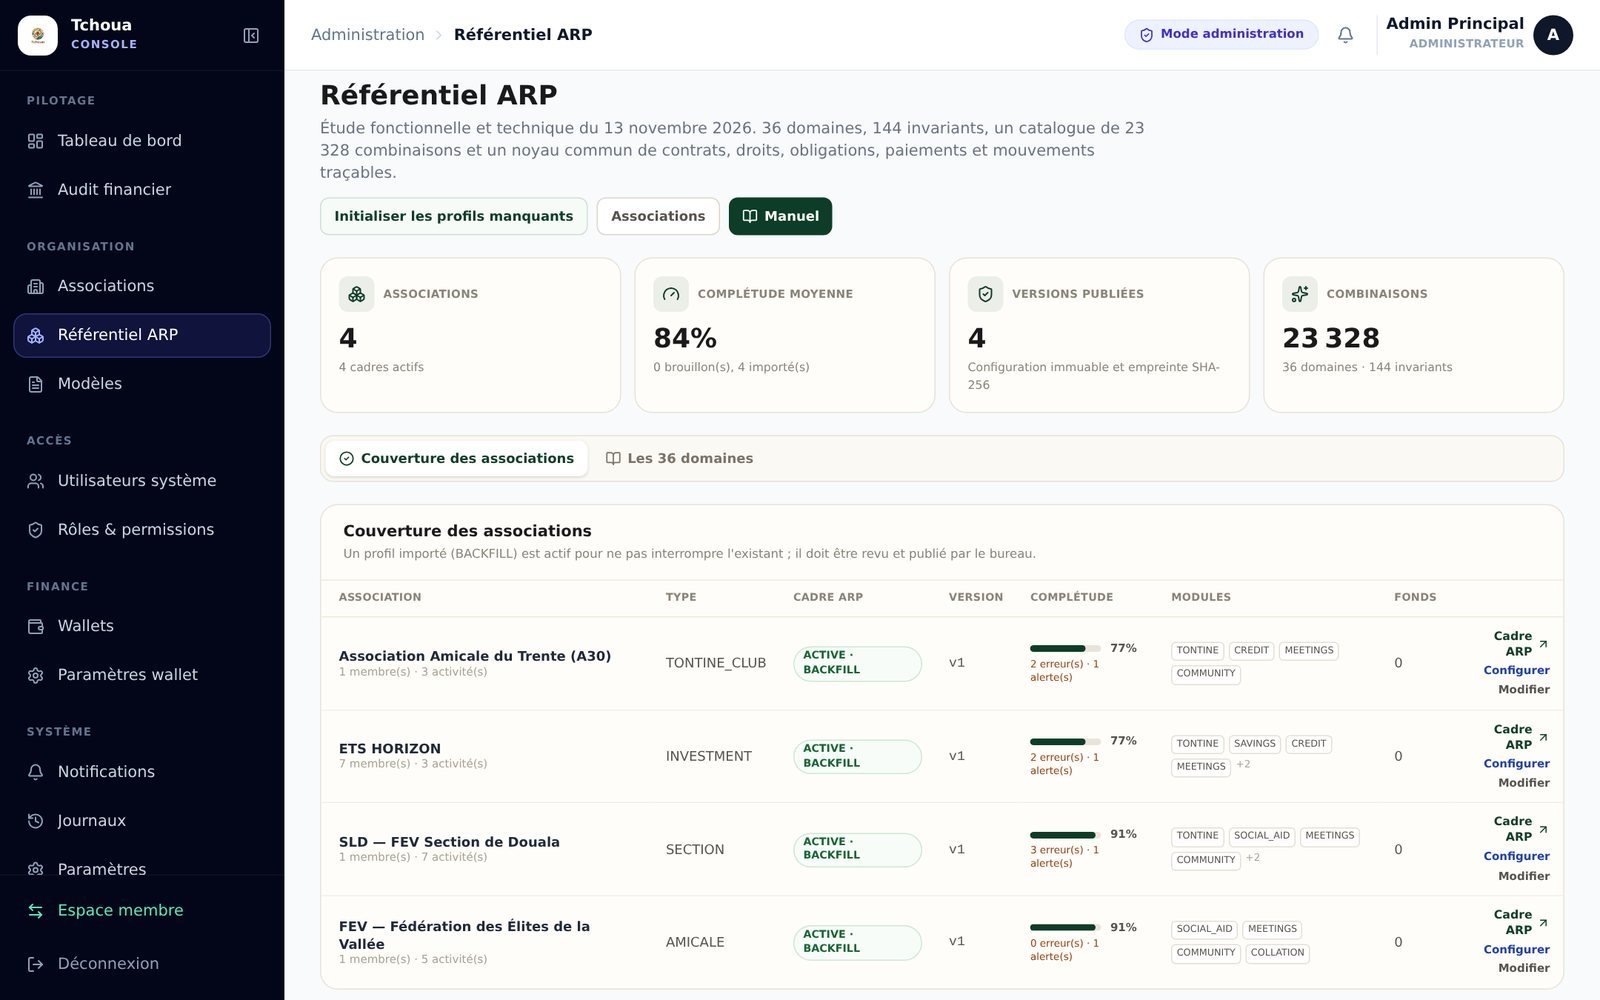 Tchoua
CONSOLE
PILOTAGE
Tableau de bord
Audit financier
ORGANISATION
Associations
Référentiel ARP
Modèles
ACCÈS
Utilisateurs système
Rôles & permissions
FINANCE
Wallets
Paramètres wallet
SYSTÈME
Notifications
Journaux
Paramètres
Espace membre
Déconnexion
Administration
Référentiel ARP
Mode administration
Admin Principal
ADMINISTRATEUR
A
Référentiel ARP
Étude fonctionnelle et technique du 13 novembre 2026. 36 domaines, 144 invariants, un catalogue de 23
328 combinaisons et un noyau commun de contrats, droits, obligations, paiements et mouvements
traçables.
Initialiser les profils manquants
Associations
Manuel
ASSOCIATIONS
4
4 cadres actifs
COMPLÉTUDE MOYENNE
84%
0 brouillon(s), 4 importé(s)
VERSIONS PUBLIÉES
4
Configuration immuable et empreinte SHA-
256
COMBINAISONS
23 328
36 domaines · 144 invariants
Couverture des associations
Les 36 domaines
Couverture des associations
Un profil importé (BACKFILL) est actif pour ne pas interrompre l'existant ; il doit être revu et publié par le bureau.
ASSOCIATION TYPE CADRE ARP VERSION COMPLÉTUDE MODULES FONDS
Association Amicale du Trente (A30)
1 membre(s) · 3 activité(s)
TONTINE_CLUB
ACTIVE ·
BACKFILL
v1
77%
2 erreur(s) · 1
alerte(s)
TONTINE CREDIT MEETINGS
COMMUNITY
0
Cadre
ARP
Configurer
Modifier
ETS HORIZON
7 membre(s) · 3 activité(s)
INVESTMENT
ACTIVE ·
BACKFILL
v1
77%
2 erreur(s) · 1
alerte(s)
TONTINE SAVINGS CREDIT
MEETINGS +2
0
Cadre
ARP
Configurer
Modifier
SLD — FEV Section de Douala
1 membre(s) · 7 activité(s)
SECTION
ACTIVE ·
BACKFILL
v1
91%
3 erreur(s) · 1
alerte(s)
TONTINE SOCIAL_AID MEETINGS
COMMUNITY +2
0
Cadre
ARP
Configurer
Modifier
FEV — Fédération des Élites de la
Vallée
1 membre(s) · 5 activité(s)
AMICALE
ACTIVE ·
BACKFILL
v1
91%
0 erreur(s) · 1
alerte(s)
SOCIAL_AID MEETINGS
COMMUNITY COLLATION
0
Cadre
ARP
Configurer
Modifier